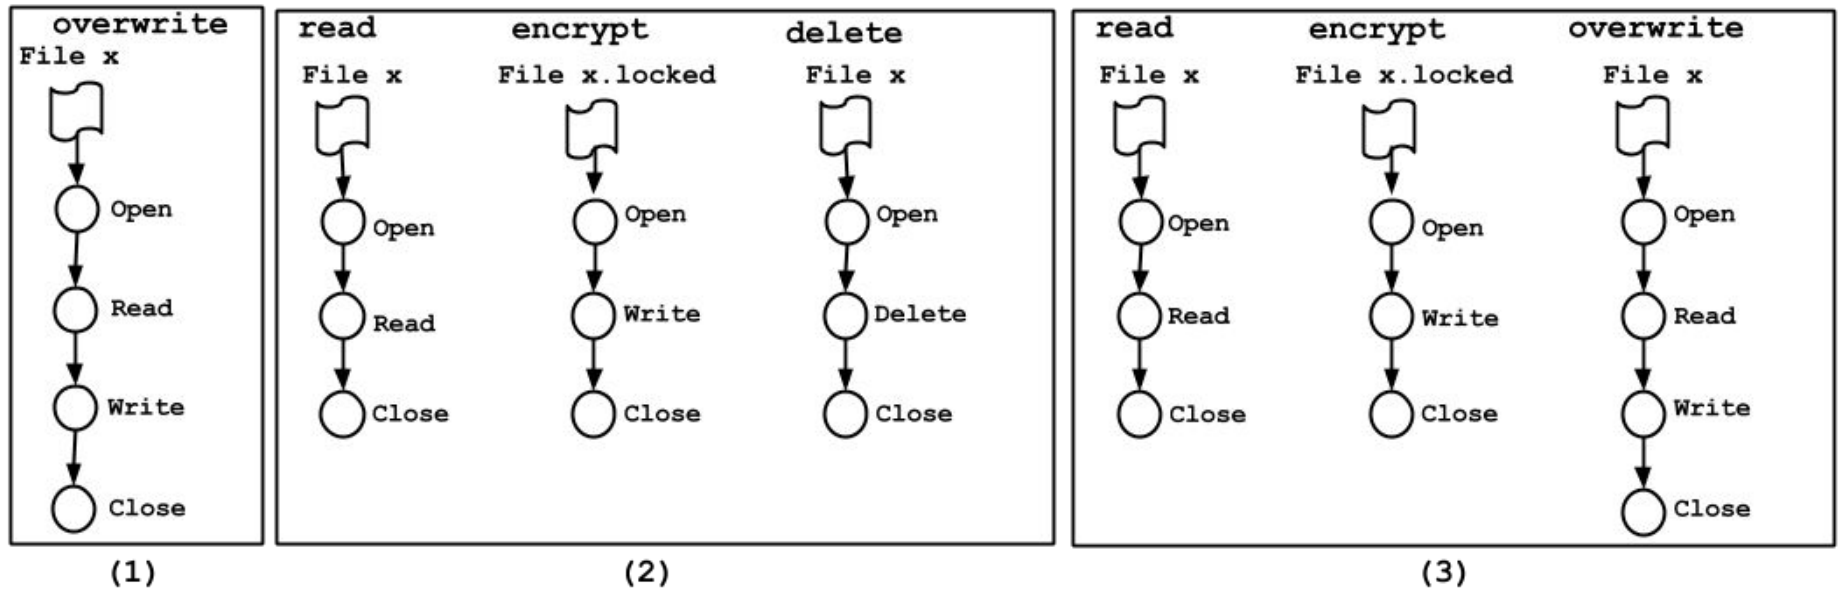 overwrite
File x
Open
Read
Write
Close
(1)
read encrypt delete
File x File x.locked File x
Open Open Open
Read Write Delete
Close Close Close
(2)
read encrypt overwrite
File x File x.locked File x
Open Open Open
Read Write Read
Close Close Write
Close
(3)